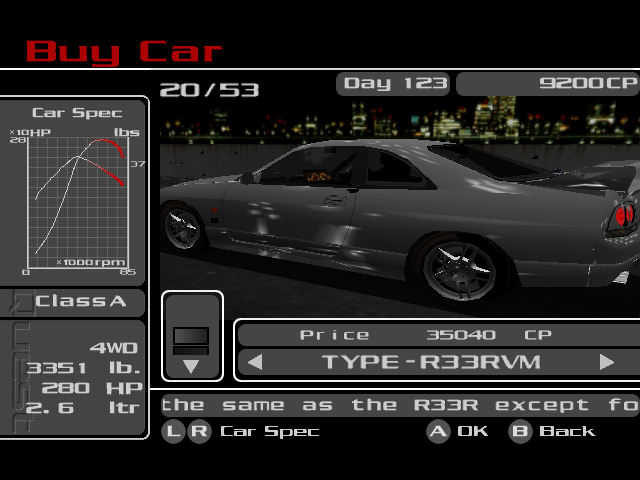 Buy Car
20/53
Day 123
9200CP
Car Spec
×10HP
lbs
28
37
×1000rpm
0
85
ClassA
4WD
3351 lb.
280 HP
2.6 ltr
Price 35040 CP
TYPE-R33RVM
the same as the R33R except fo
L R Car Spec
A OK B Back